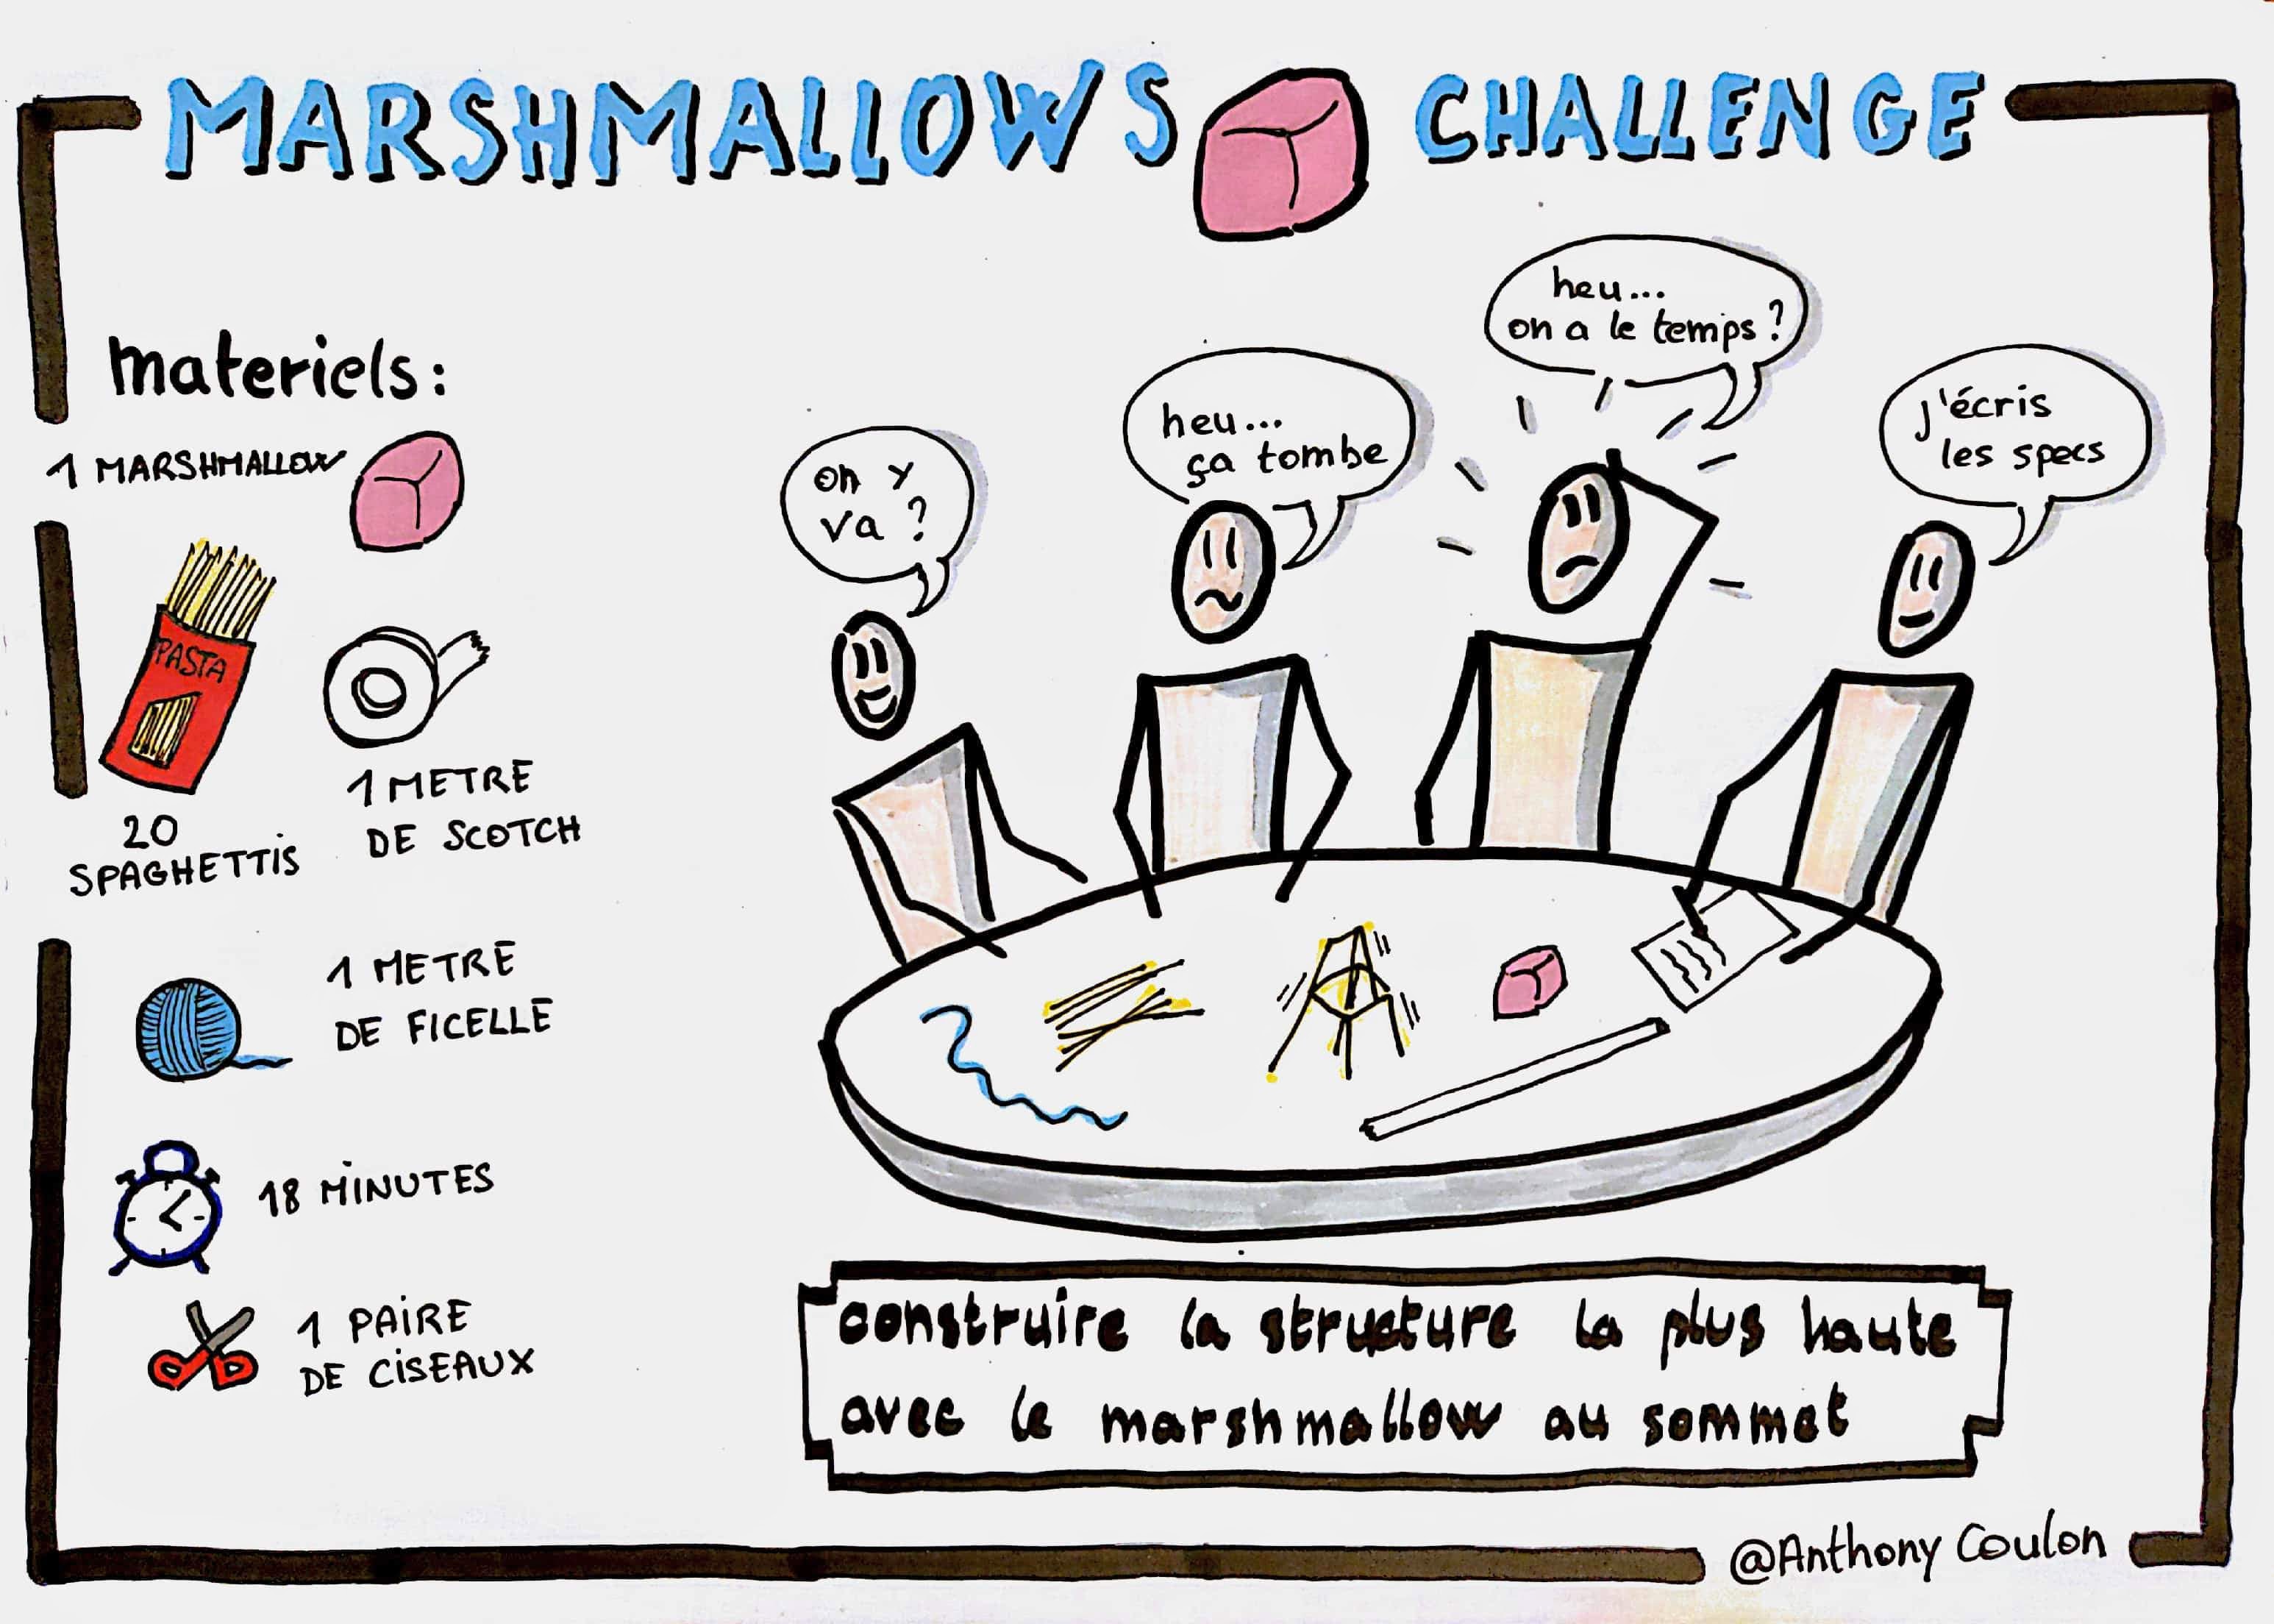 MARSHMALLOWS CHALLENGE
materiels:
1 MARSHMALLOW
PASTA
20
SPAGHETTIS
1 METRE
DE SCOTCH
1 METRE
DE FICELLE
18 MINUTES
1 PAIRE
DE CISEAUX
on y
va ?
heu...
ça tombe
heu...
on a le temps ?
j'écris
les specs
construire la structure la plus haute
avec le marshmallow au sommet
@Anthony Coulon